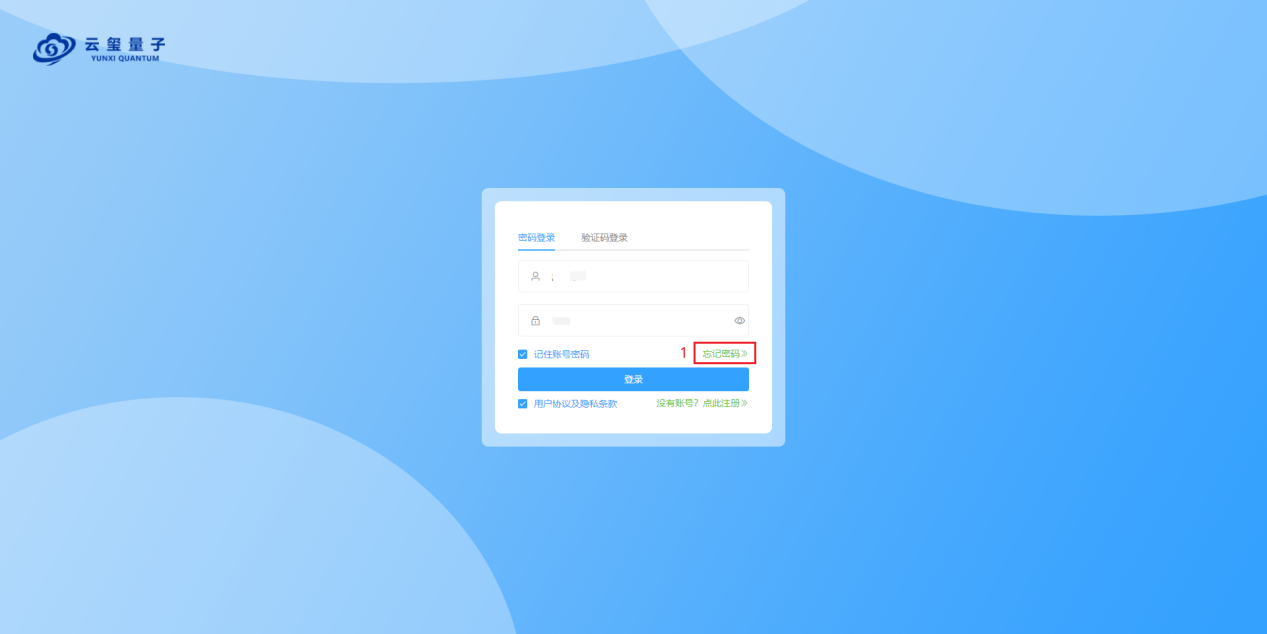 云玺量子
YUNXI QUANTUM
密码登录 验证码登录
记住账号密码 1 忘记密码»
登录
用户协议及隐私条款 没有账号？点此注册»